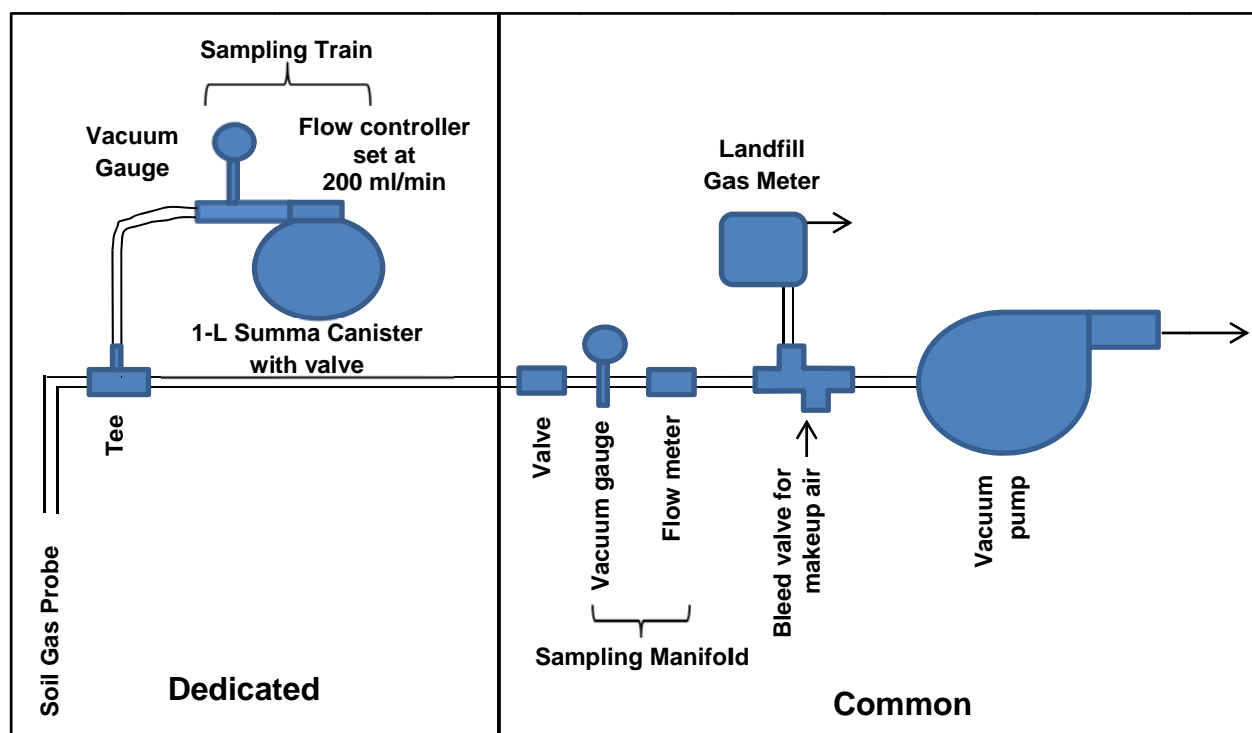 Sampling Train
Vacuum
Gauge
Flow controller
set at
200 ml/min
1-L Summa Canister
with valve
Tee
Soil Gas Probe
Dedicated
Landfill
Gas Meter
Valve
Vacuum gauge
Flow meter
Sampling Manifold
Bleed valve for
makeup air
Vacuum
pump
Common